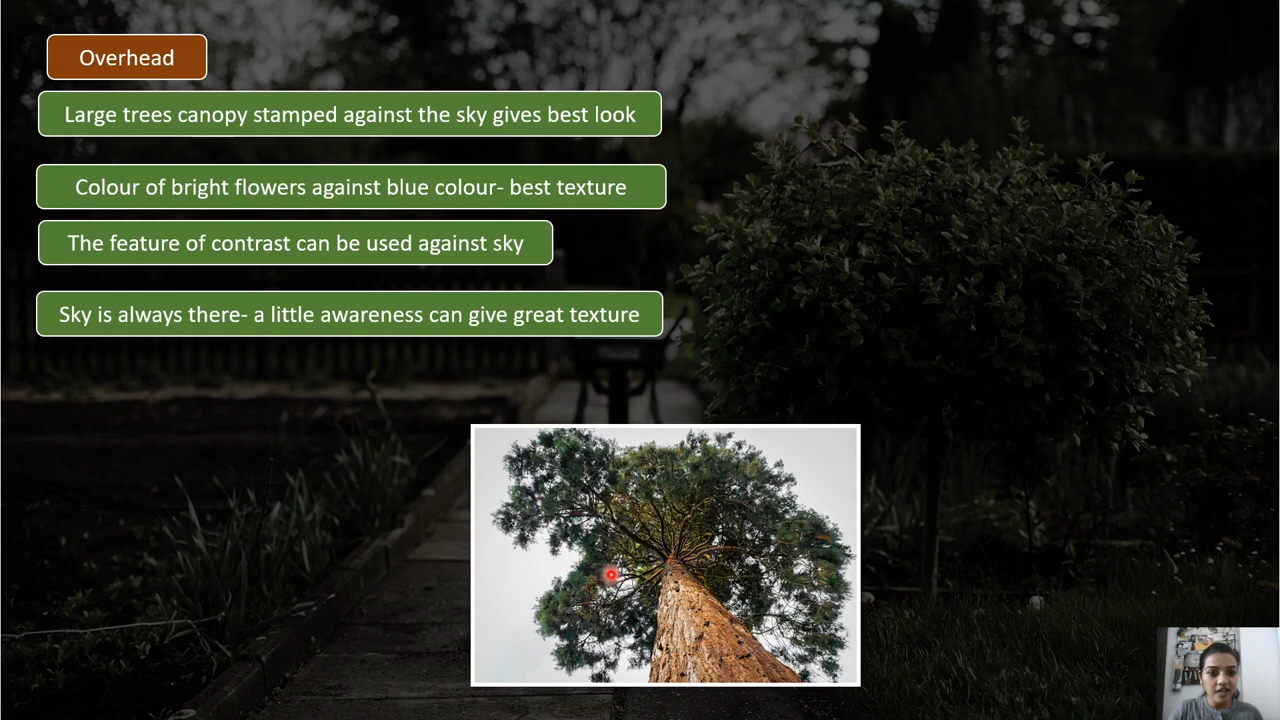 Overhead
Large trees canopy stamped against the sky gives best look
Colour of bright flowers against blue colour- best texture
The feature of contrast can be used against sky
Sky is always there- a little awareness can give great texture